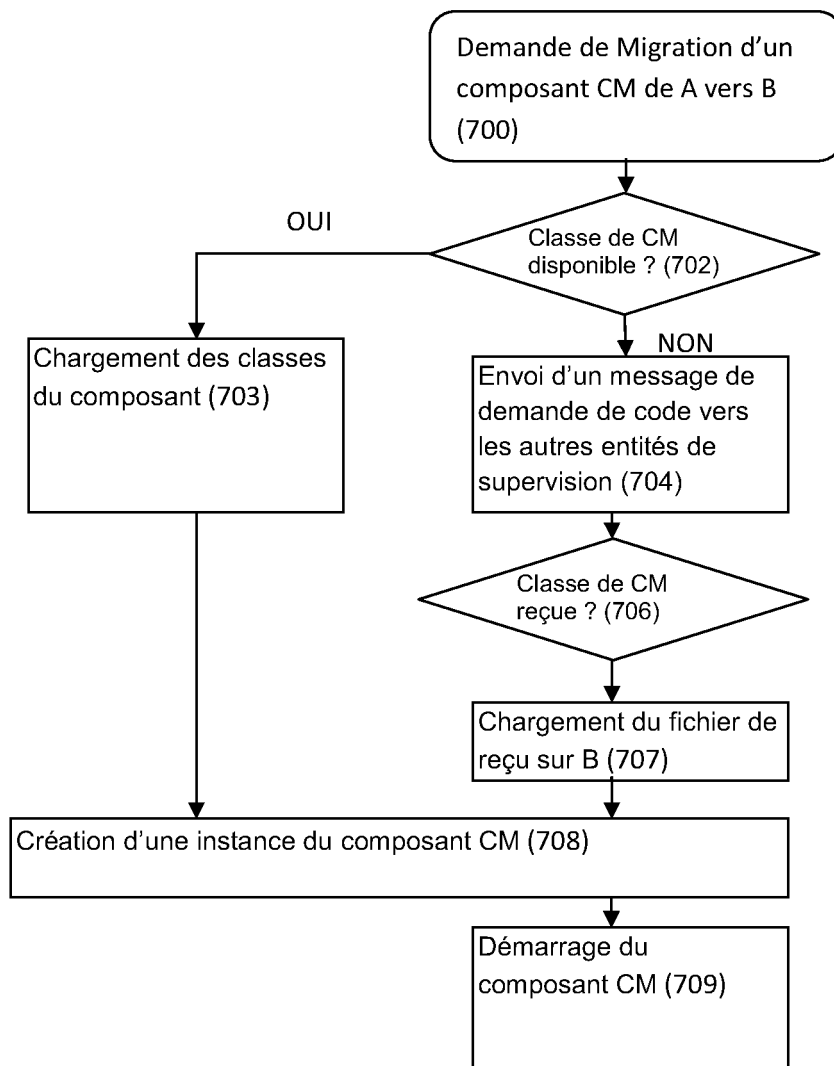 Demande de Migration d'un
composant CM de A vers B
(700)
OUI
Classe de CM
disponible ? (702)
NON
Chargement des classes
du composant (703)
Envoi d'un message de
demande de code vers
les autres entités de
supervision (704)
Classe de CM
reçue ? (706)
Chargement du fichier de
reçu sur B (707)
Création d'une instance du composant CM (708)
Démarrage du
composant CM (709)